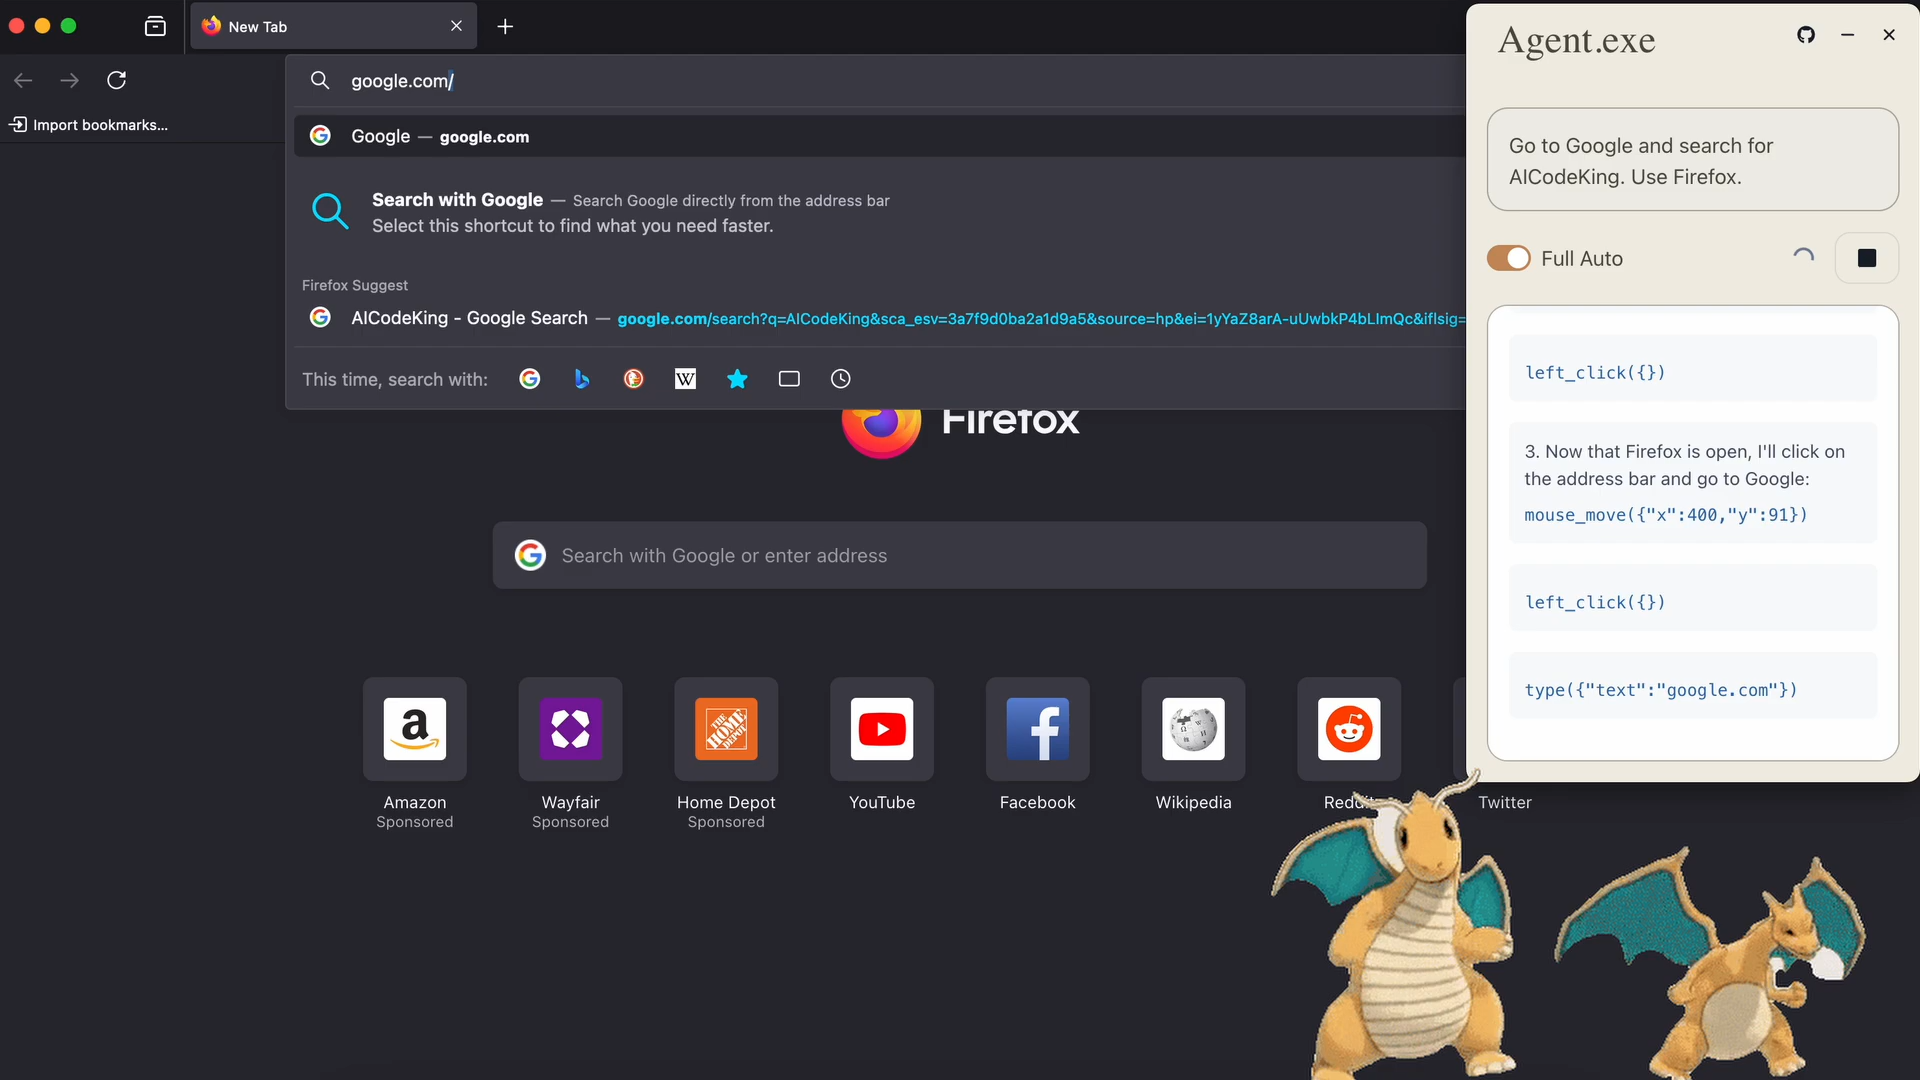 New Tab
Import bookmarks...
google.com/
Google — google.com
Search with Google — Search Google directly from the address bar
Select this shortcut to find what you need faster.
Firefox Suggest
AICodeKing - Google Search — google.com/search?q=AICodeKing&sca_esv=3a7f9d0ba2a1d9a5&source=hp&ei=1yYaZ8arA-uUwbkP4bLImQc&iflsig=
This time, search with:
W
Firefox
Search with Google or enter address
a
THE HOME DEPOT
f
Amazon
Sponsored
Wayfair
Sponsored
Home Depot
Sponsored
YouTube
Facebook
Wikipedia
Reddit
Twitter
Agent.exe
Go to Google and search for
AICodeKing. Use Firefox.
Full Auto
left_click({})
3. Now that Firefox is open, I'll click on
the address bar and go to Google:
mouse_move({"x":400,"y":91})
left_click({})
type({"text":"google.com"})